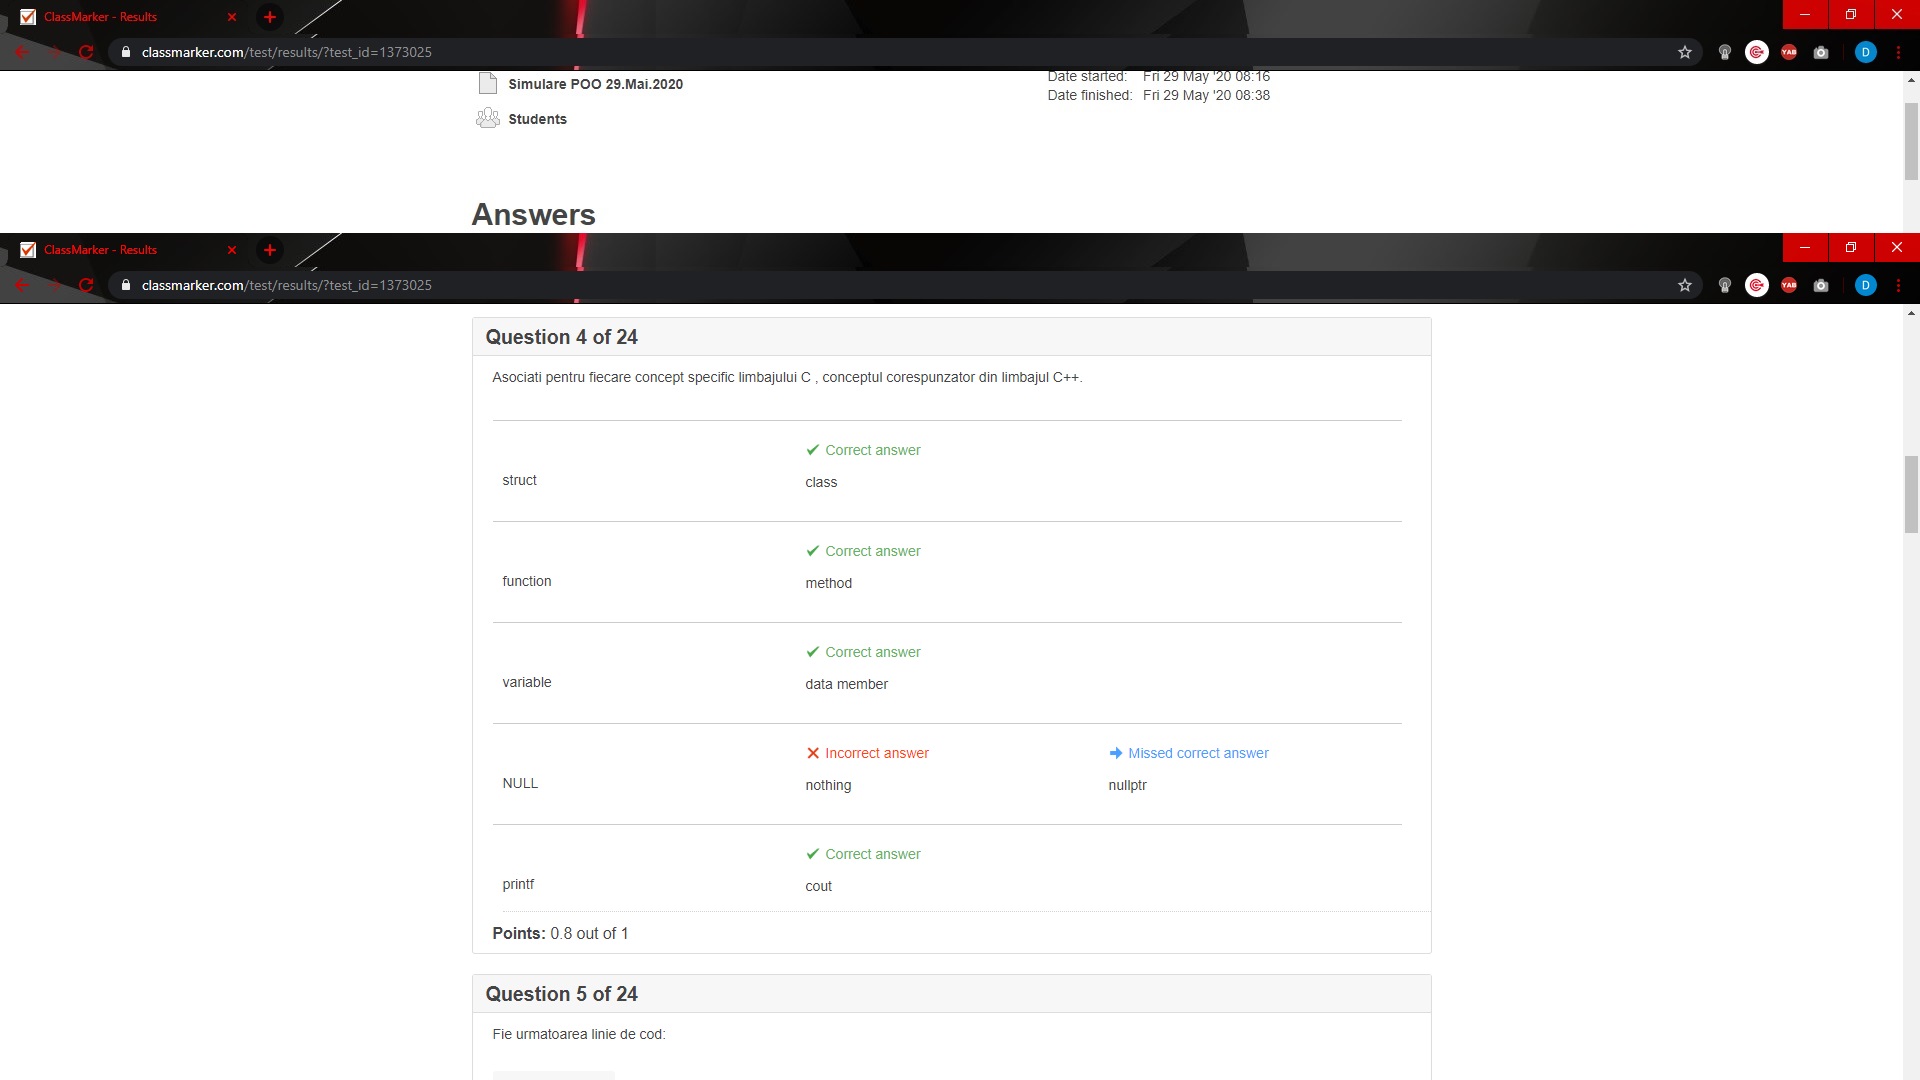 ClassMarker - Results
classmarker.com/test/results/?test_id=1373025
YAB
D
Simulare POO 29.Mai.2020
Date started: Fri 29 May '20 08:16
Date finished: Fri 29 May '20 08:38
Students
Answers
ClassMarker - Results
classmarker.com/test/results/?test_id=1373025
YAB
D
Question 4 of 24
Asociati pentru fiecare concept specific limbajului C , conceptul corespunzator din limbajul C++.
Correct answer
struct
class
Correct answer
function
method
Correct answer
variable
data member
Incorrect answer
Missed correct answer
NULL
nothing
nullptr
Correct answer
printf
cout
Points: 0.8 out of 1
Question 5 of 24
Fie urmatoarea linie de cod: